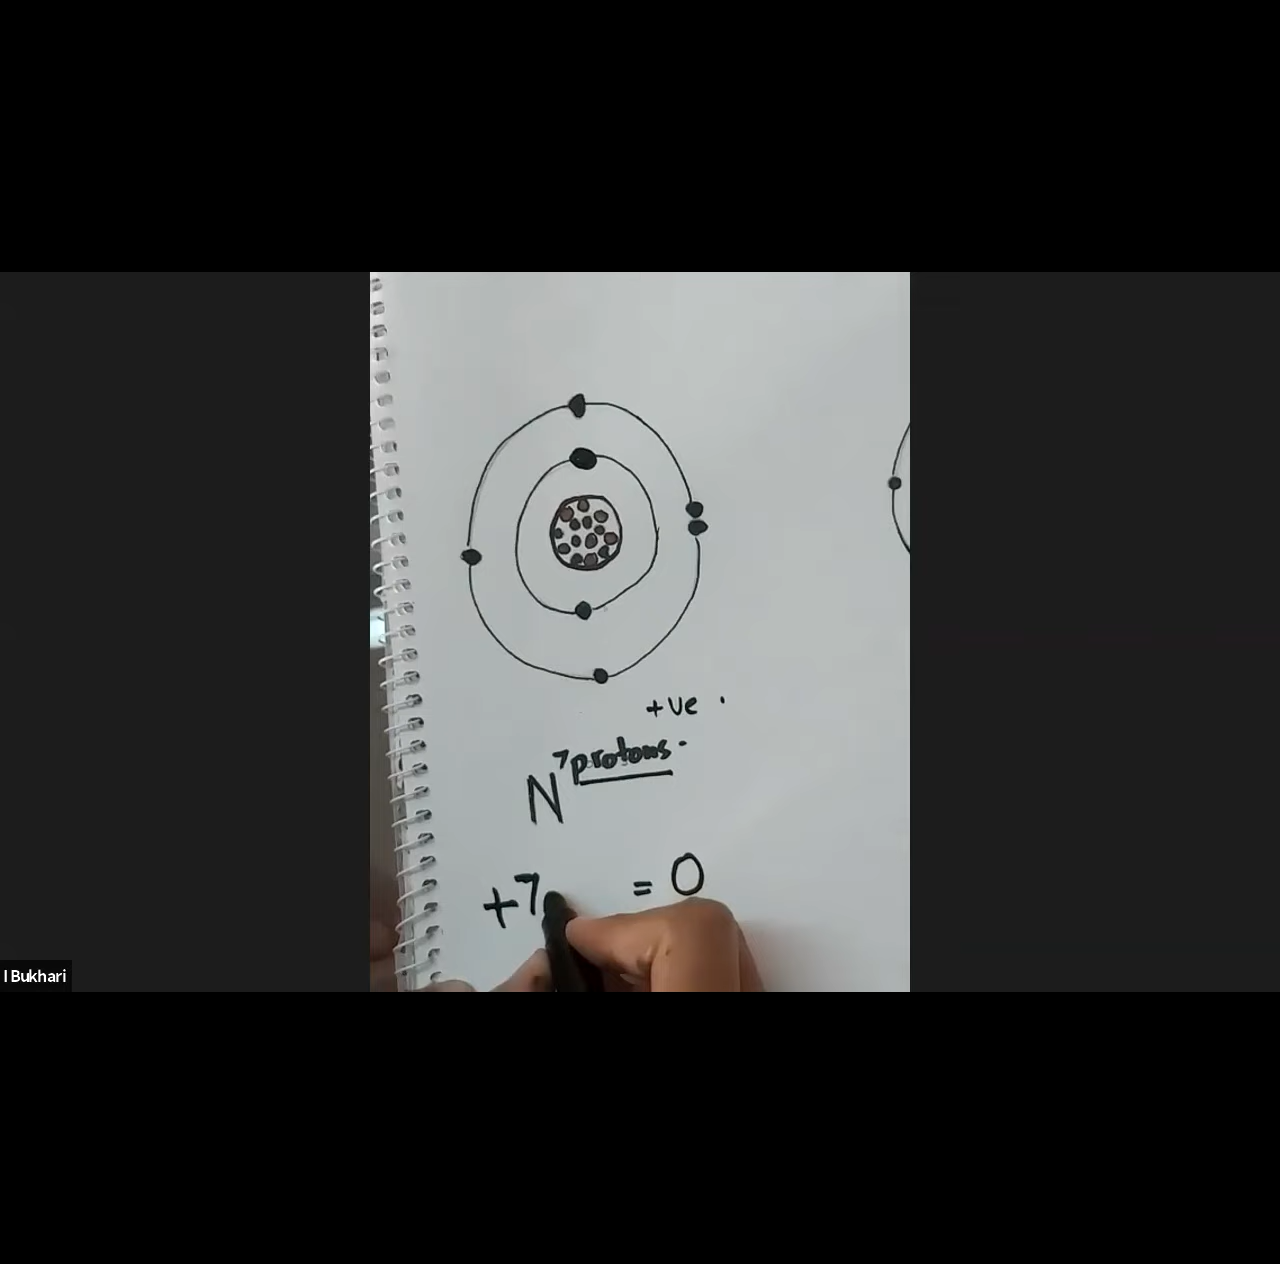 +ve .
7 protons.
N
+7 = 0
I Bukhari